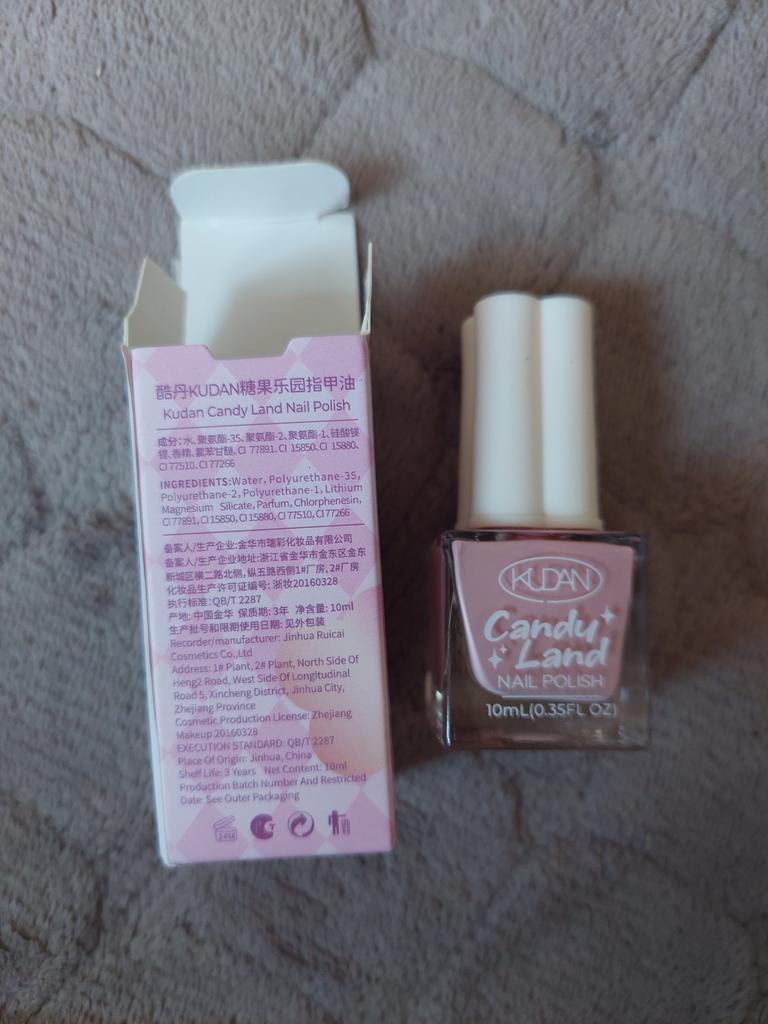 酷丹KUDAN糖果乐园指甲油
Kudan Candy Land Nail Polish
成分:水、聚氨酯-35、聚氨酯-2、聚氨酯-1、硅酸镁
锂、香精、氯苯甘醚、CI 77891、CI 15850、CI 15880、
CI 77510、CI 77266
INGREDIENTS:Water, Polyurethane-35,
Polyurethane-2, Polyurethane-1, Lithium
Magnesium Silicate, Parfum, Chlorphenesin,
CI 77891, CI 15850, CI 15880, CI 77510, CI 77266
备案人/生产企业:金华市瑞彩化妆品有限公司
备案人/生产企业地址:浙江省金华市金东区金东
新城区横二路北侧,纵五路西侧1#厂房,2#厂房
化妆品生产许可证编号: 浙妆20160328
执行标准: QB/T 2287
产地: 中国金华 保质期: 3年 净含量: 10ml
生产批号和限期使用日期: 见外包装
Recorder/manufacturer: Jinhua Ruicai
Cosmetics Co.,Ltd
Address: 1# Plant, 2# Plant, North Side Of
Heng2 Road, West Side Of Longitudinal
Road 5, Xincheng District, Jinhua City,
Zhejiang Province
Cosmetic Production License: Zhejiang
Makeup 20160328
EXECUTION STANDARD: QB/T 2287
Place Of Origin: Jinhua, China
Shelf Life: 3 Years Net Content: 10ml
Production Batch Number And Restricted
Date: See Outer Packaging
24M
KUDAN
Candy
Land
NAIL POLISH
10mL(0.35FL OZ)